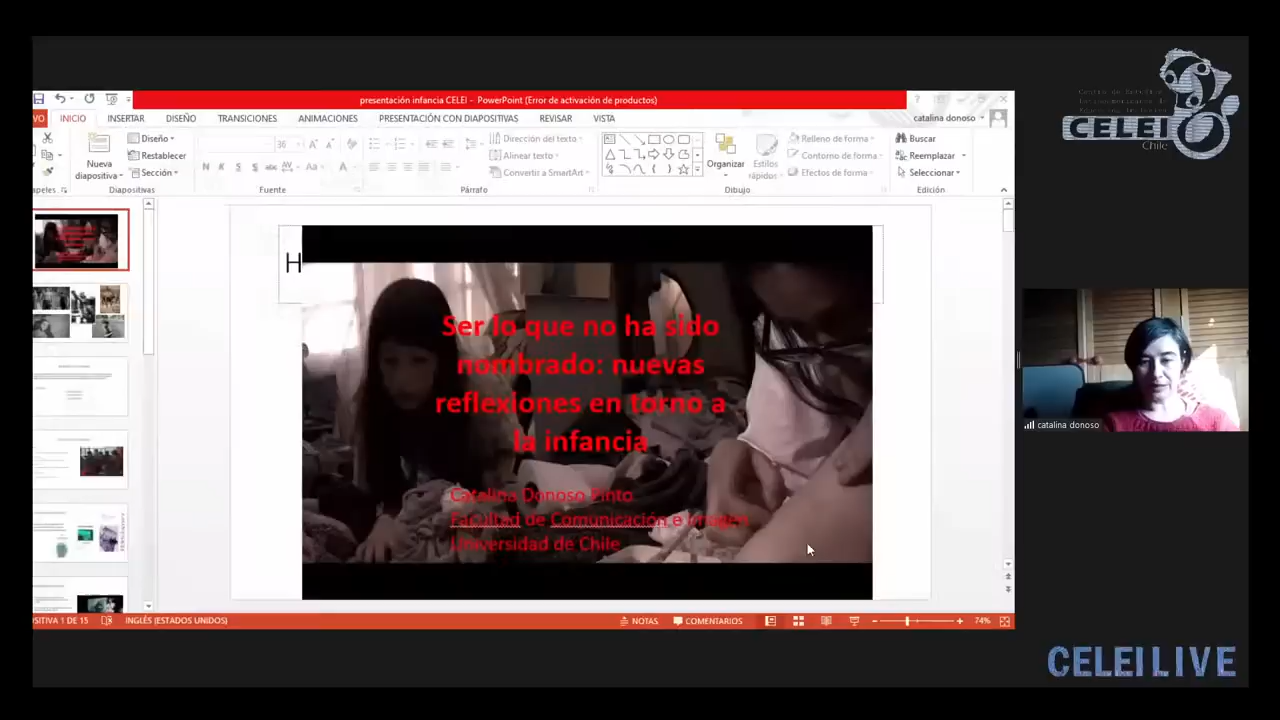 presentación infancia CELEI - PowerPoint (Error de activación de productos)
INICIO INSERTAR DISEÑO TRANSICIONES ANIMACIONES PRESENTACIÓN CON DIAPOSITIVAS REVISAR VISTA
catalina donoso
Nueva diapositiva
Diseño
Restablecer
Sección
Diapositivas
36
Fuente
Dirección del texto
Alinear texto
Convertir a SmartArt
Párrafo
Organizar
Estilos rápidos
Relleno de forma
Contorno de forma
Efectos de forma
Dibujo
Buscar
Reemplazar
Seleccionar
Edición
H
Ser lo que no ha sido
nombrado: nuevas
reflexiones en torno a
la infancia
Catalina Donoso Pinto
Facultad de Comunicación e Imagen
Universidad de Chile
1 DE 15
INGLÉS (ESTADOS UNIDOS)
NOTAS
COMENTARIOS
74%
CELEI
Chile
catalina donoso
CELEI LIVE